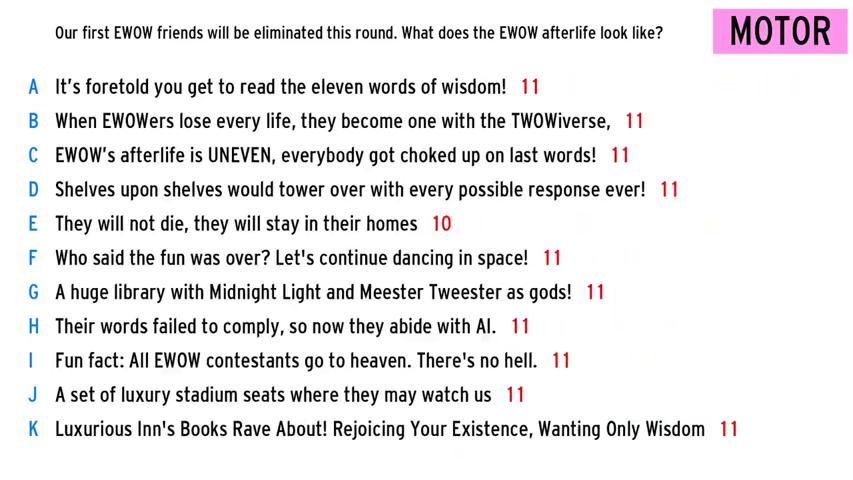 Our first EWOW friends will be eliminated this round. What does the EWOW afterlife look like?
MOTOR
A It's foretold you get to read the eleven words of wisdom! 11
B When EWOWers lose every life, they become one with the TWOWiverse, 11
C EWOW's afterlife is UNEVEN, everybody got choked up on last words! 11
D Shelves upon shelves would tower over with every possible response ever! 11
E They will not die, they will stay in their homes 10
F Who said the fun was over? Let's continue dancing in space! 11
G A huge library with Midnight Light and Meester Tweester as gods! 11
H Their words failed to comply, so now they abide with AI. 11
I Fun fact: All EWOW contestants go to heaven. There's no hell. 11
J A set of luxury stadium seats where they may watch us 11
K Luxurious Inn's Books Rave About! Rejoicing Your Existence, Wanting Only Wisdom 11